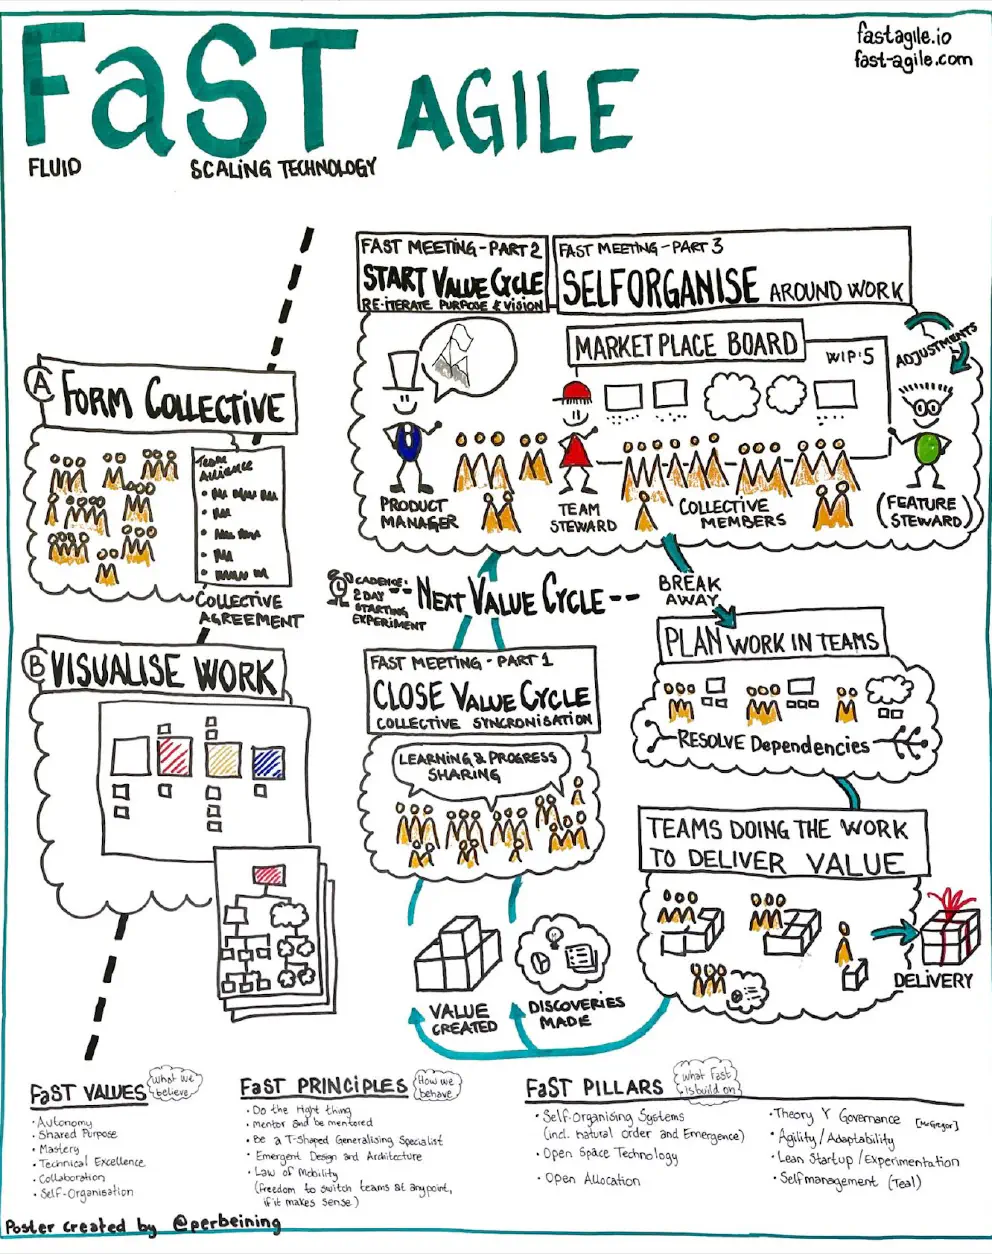 fastagile.io
fast-agile.com
FaST AGILE
FLUID
SCALING TECHNOLOGY
FAST MEETING - PART 2
START VALUE CYCLE
RE-ITERATE PURPOSE & VISION
FAST MEETING - PART 3
SELFORGANISE AROUND WORK
MARKET PLACE BOARD
WIP:5
ADJUSTMENTS
PRODUCT
MANAGER
TEAM
STEWARD
COLLECTIVE
MEMBERS
(FEATURE
STEWARD)
A FORM COLLECTIVE
Team
Alliance
COLLECTIVE
AGREEMENT
B VISUALISE WORK
CADENCE:
2 DAY
STARTING
EXPERIMENT
-- NEXT VALUE CYCLE --
BREAK
AWAY
FAST MEETING - PART 1
CLOSE VALUE CYCLE
COLLECTIVE SYNCRONISATION
LEARNING & PROGRESS
SHARING
PLAN WORK IN TEAMS
RESOLVE Dependencies
TEAMS DOING THE WORK
TO DELIVER VALUE
DELIVERY
VALUE
CREATED
DISCOVERIES
MADE
FaST VALUES
What we
believe
• Autonomy
• Shared Purpose
• Mastery
• Technical Excellence
• Collaboration
• Self-Organisation
FaST PRINCIPLES
How we
behave
• Do the right thing
• mentor and be mentored
• Be a T-Shaped Generalising Specialist
• Emergent Design and Architecture
• Law of Mobility
(freedom to switch teams at any point,
if it makes sense)
FaST PILLARS
what Fast
is build on
• Self-Organising Systems
(incl. natural order and Emergence)
• Open Space Technology
• Open Allocation
• Theory Y Governance [McGregor]
• Agility/Adaptability
• Lean Startup/Experimentation
• Selfmanagement (Teal)
Poster created by @perbeining